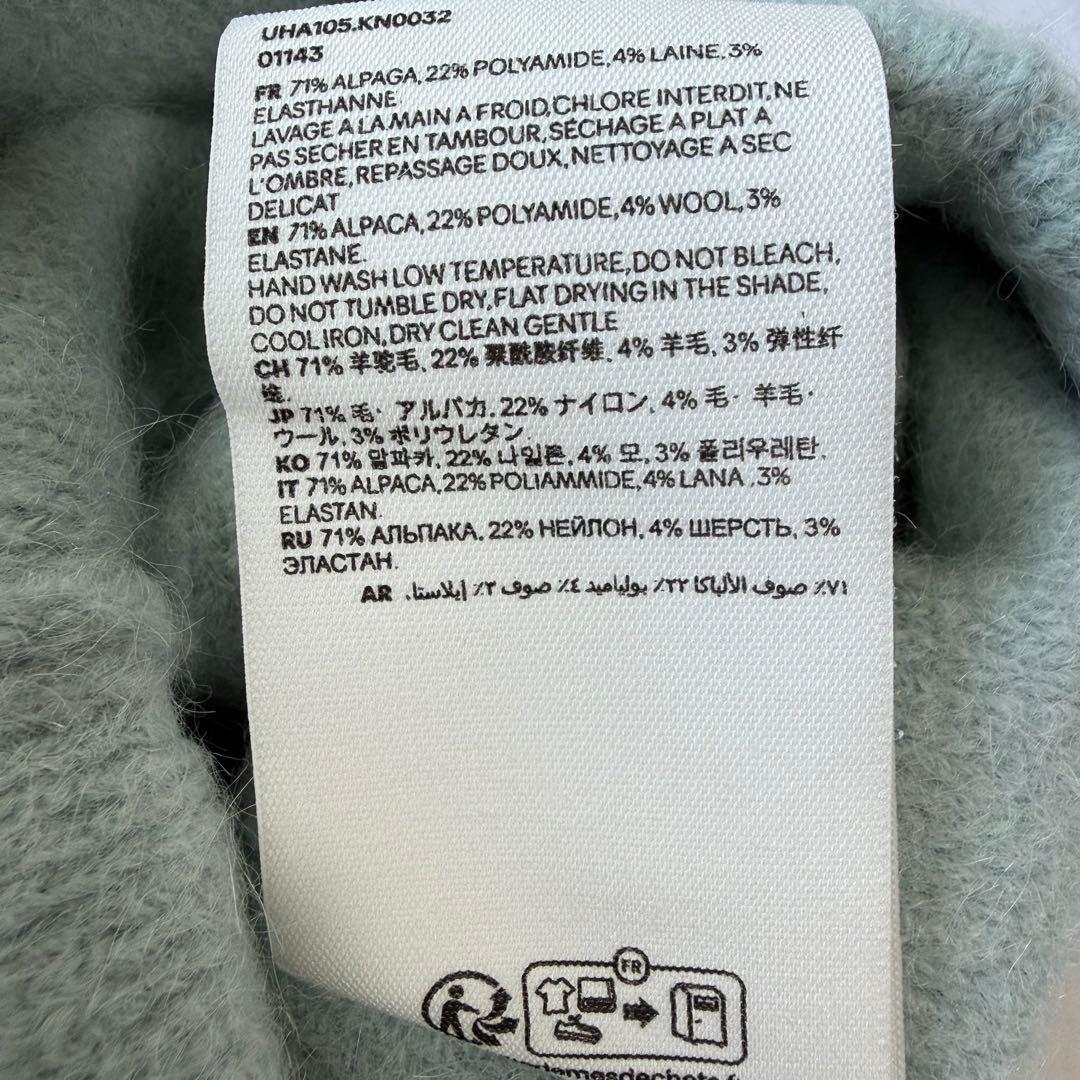 UHA105.KN0032
01143
FR 71% ALPAGA, 22% POLYAMIDE, 4% LAINE, 3%
ELASTHANNE
LAVAGE A LA MAIN A FROID, CHLORE INTERDIT, NE
PAS SECHER EN TAMBOUR, SÉCHAGE A PLAT A
L'OMBRE, REPASSAGE DOUX, NETTOYAGE A SEC
DELICAT
EN 71% ALPACA, 22% POLYAMIDE, 4% WOOL, 3%
ELASTANE.
HAND WASH LOW TEMPERATURE, DO NOT BLEACH,
DO NOT TUMBLE DRY, FLAT DRYING IN THE SHADE,
COOL IRON, DRY CLEAN GENTLE
CH 71% 羊驼毛, 22% 聚酰胺纤维, 4% 羊毛, 3% 弹性纤
维.
JP 71% 毛・アルパカ, 22% ナイロン, 4% 毛・羊毛・
ウール, 3% ポリウレタン
KO 71% 알파카, 22% 나일론, 4% 모, 3% 폴리우레탄.
IT 71% ALPACA, 22% POLIAMMIDE, 4% LANA, 3%
ELASTAN.
RU 71% АЛЬПАКА, 22% НЕЙЛОН, 4% ШЕРСТЬ, 3%
ЭЛАСТАН.
AR ٧١٪ صوف الألباكا ٢٢٪ بولياميد ٤٪ صوف ٣٪ إيلاستا.
FR